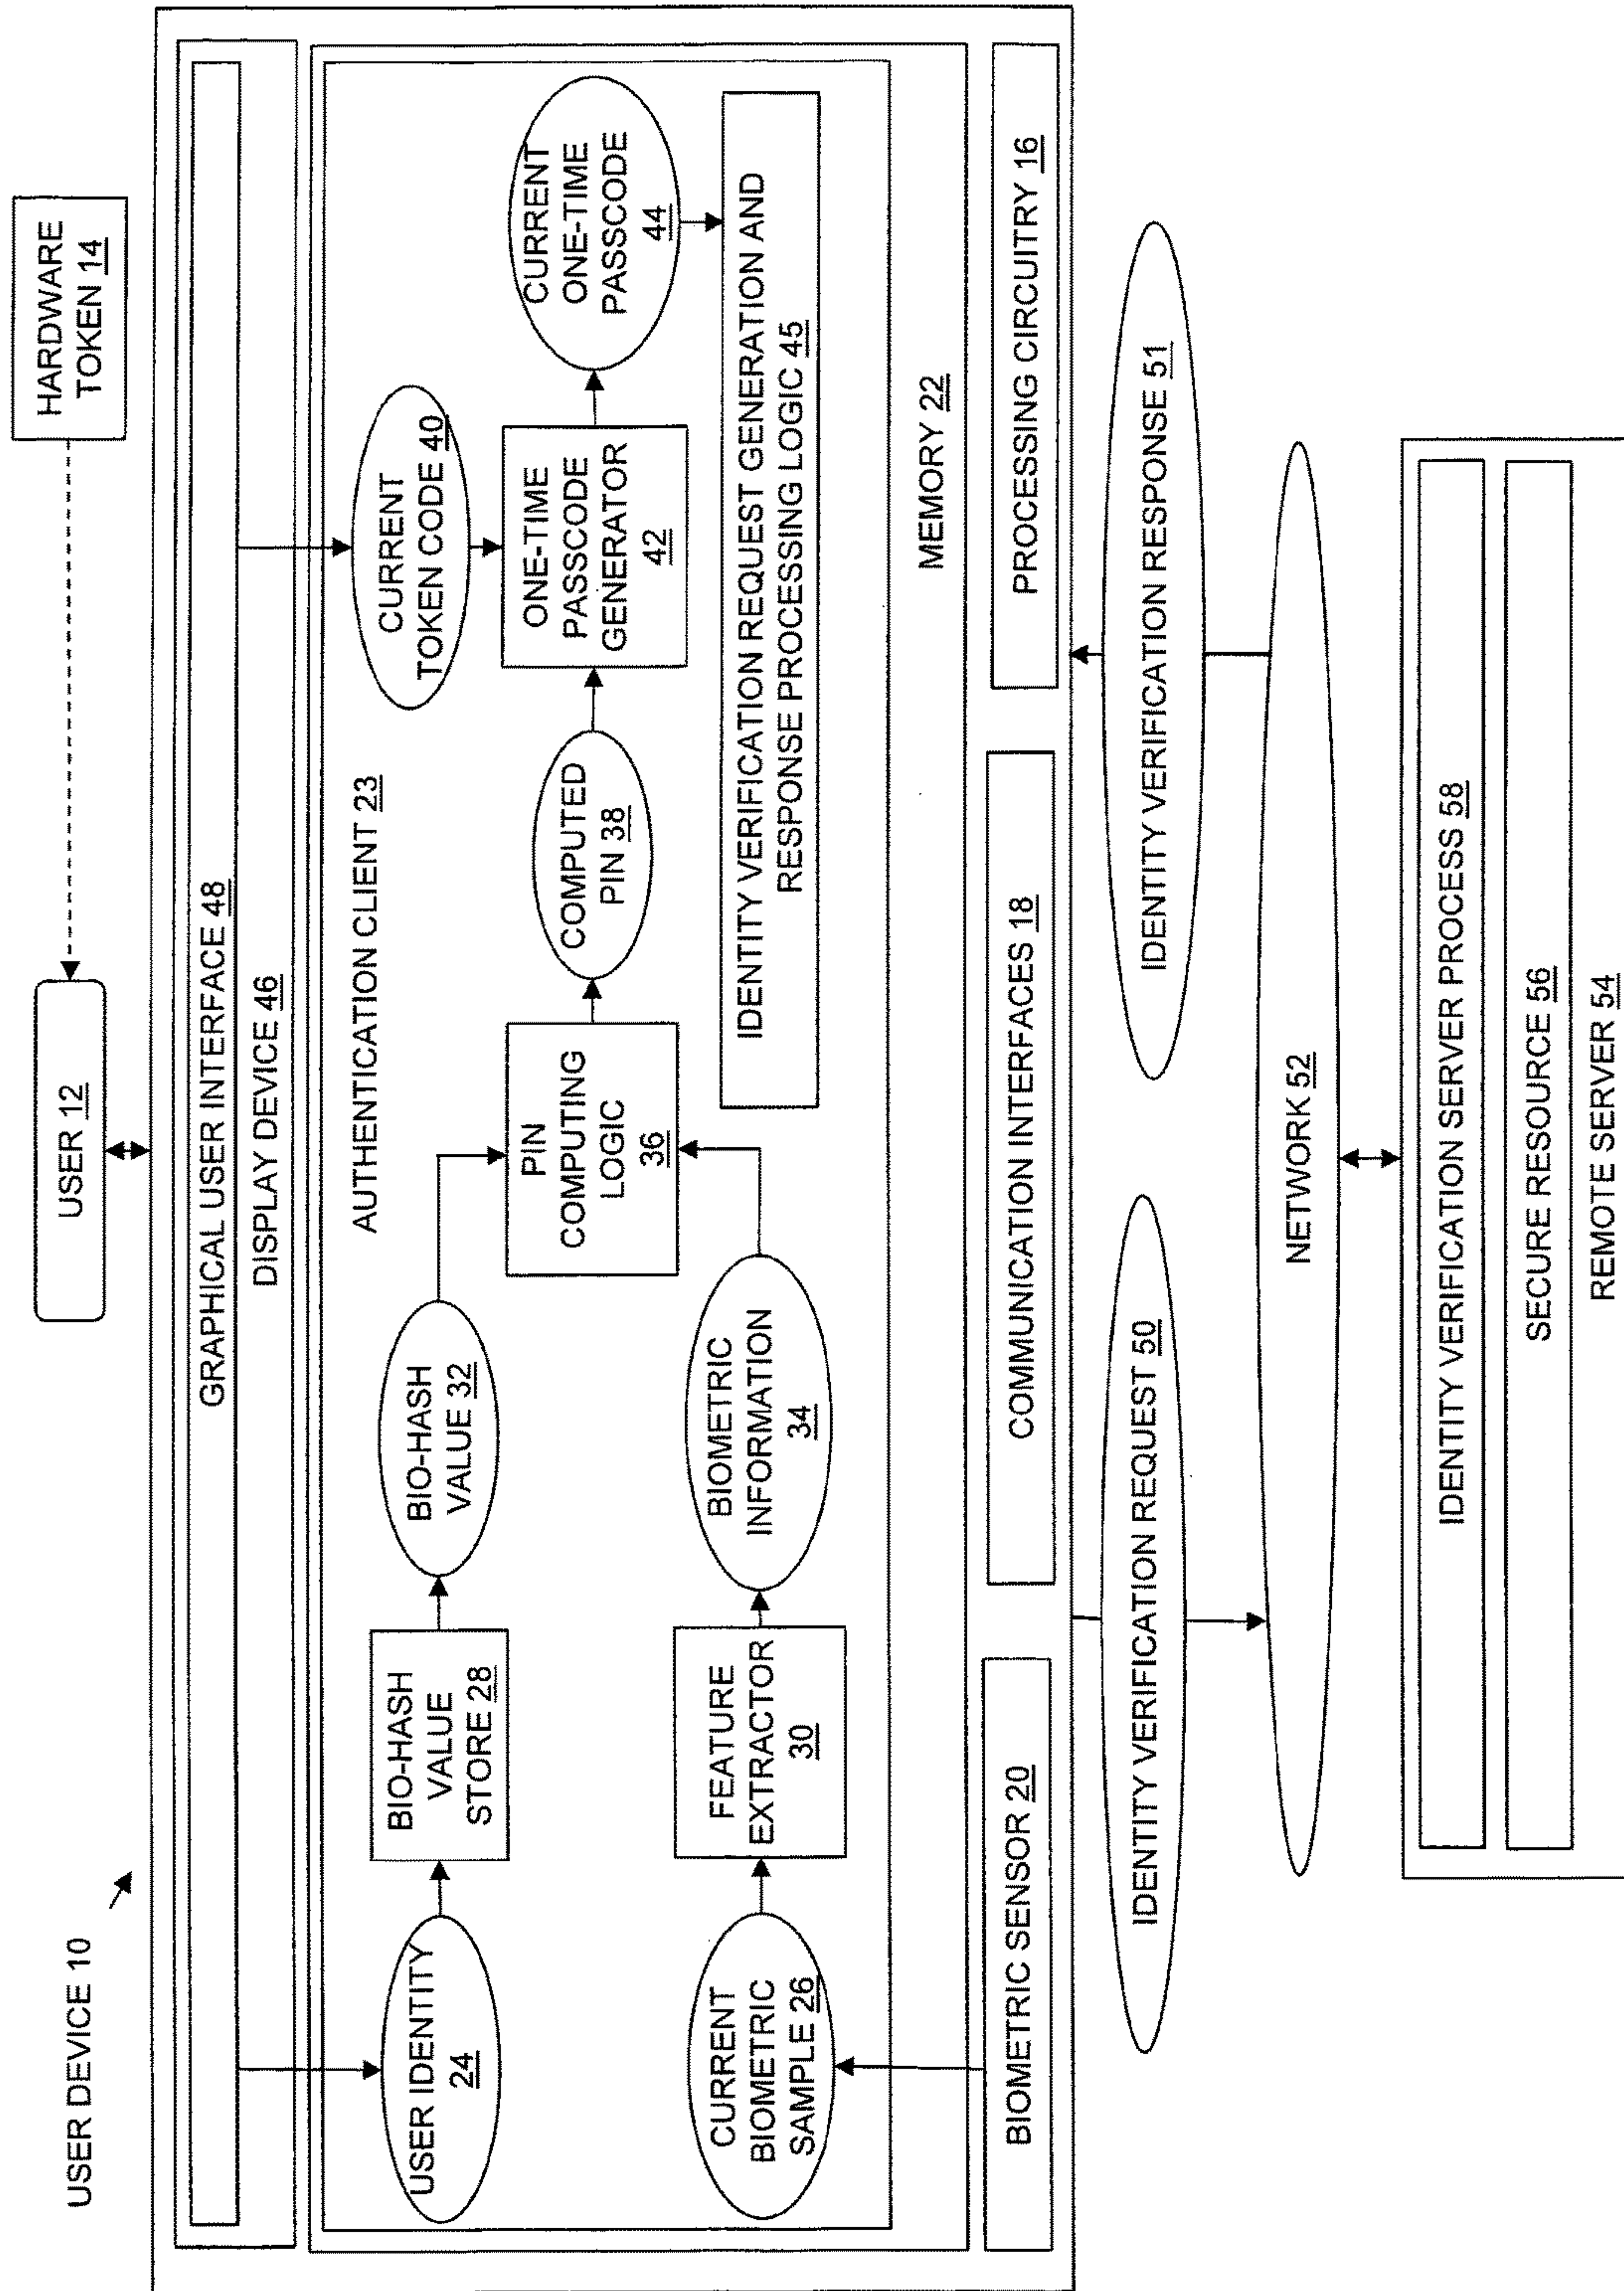 USER DEVICE 10
USER 12
HARDWARE
TOKEN 14
GRAPHICAL USER INTERFACE 48
DISPLAY DEVICE 46
AUTHENTICATION CLIENT 23
USER IDENTITY
24
BIO-HASH
VALUE
STORE 28
BIO-HASH
VALUE 32
PIN
COMPUTING
LOGIC
36
COMPUTED
PIN 38
CURRENT
TOKEN CODE 40
ONE-TIME
PASSCODE
GENERATOR
42
CURRENT
ONE-TIME
PASSCODE
44
CURRENT
BIOMETRIC
SAMPLE 26
FEATURE
EXTRACTOR
30
BIOMETRIC
INFORMATION
34
IDENTITY VERIFICATION REQUEST GENERATION AND
RESPONSE PROCESSING LOGIC 45
MEMORY 22
BIOMETRIC SENSOR 20
COMMUNICATION INTERFACES 18
PROCESSING CIRCUITRY 16
IDENTITY VERIFICATION REQUEST 50
IDENTITY VERIFICATION RESPONSE 51
NETWORK 52
IDENTITY VERIFICATION SERVER PROCESS 58
SECURE RESOURCE 56
REMOTE SERVER 54